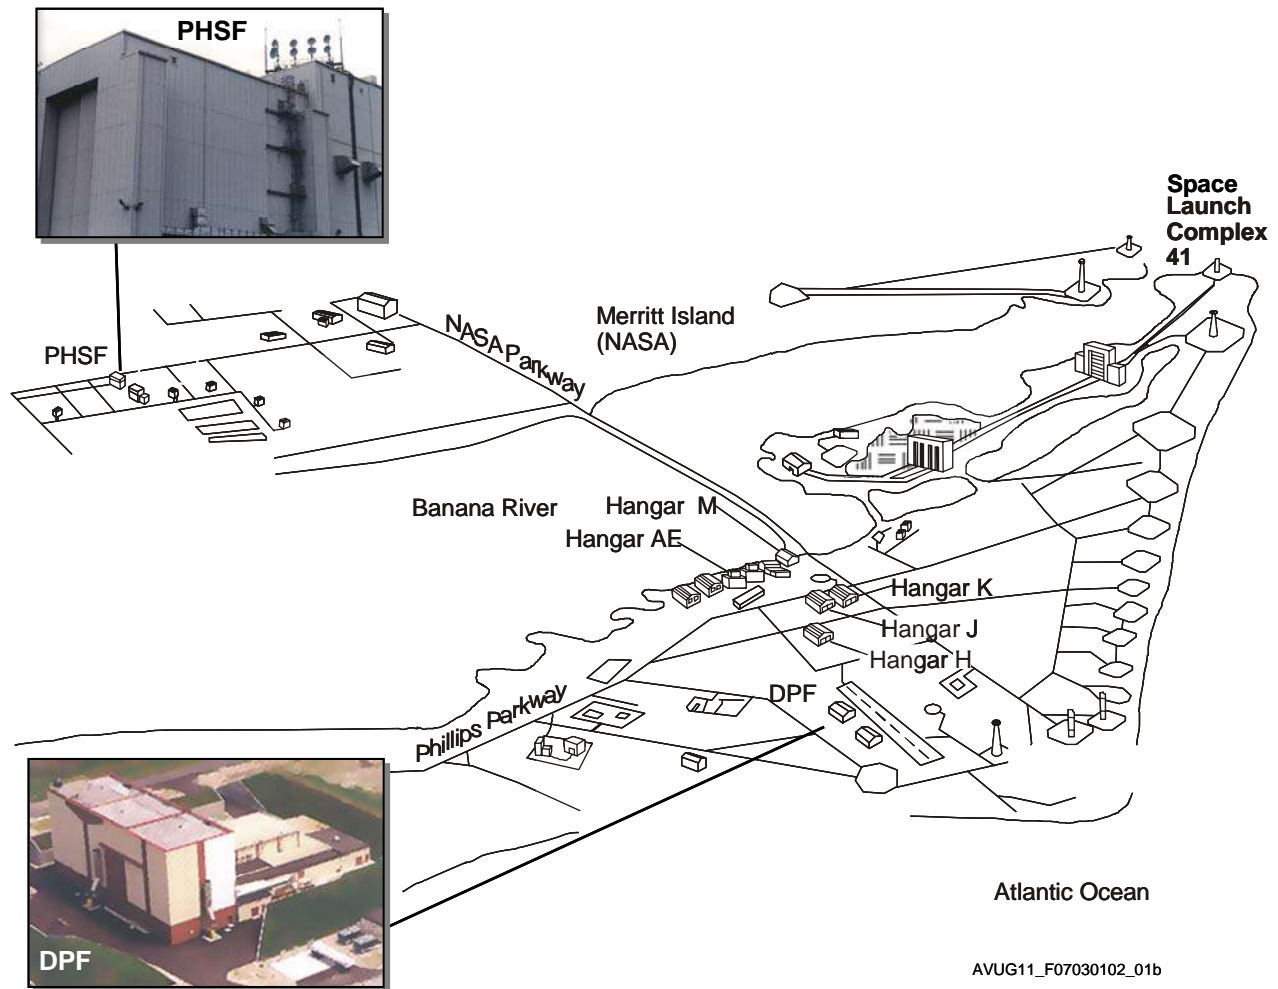 PHSF
Space
Launch
Complex
41
Merritt Island
(NASA)
NASA Parkway
PHSF
Banana River
Hangar M
Hangar AE
Hangar K
Hangar J
Hangar H
DPF
Phillips Parkway
DPF
Atlantic Ocean
AVUG11_F07030102_01b